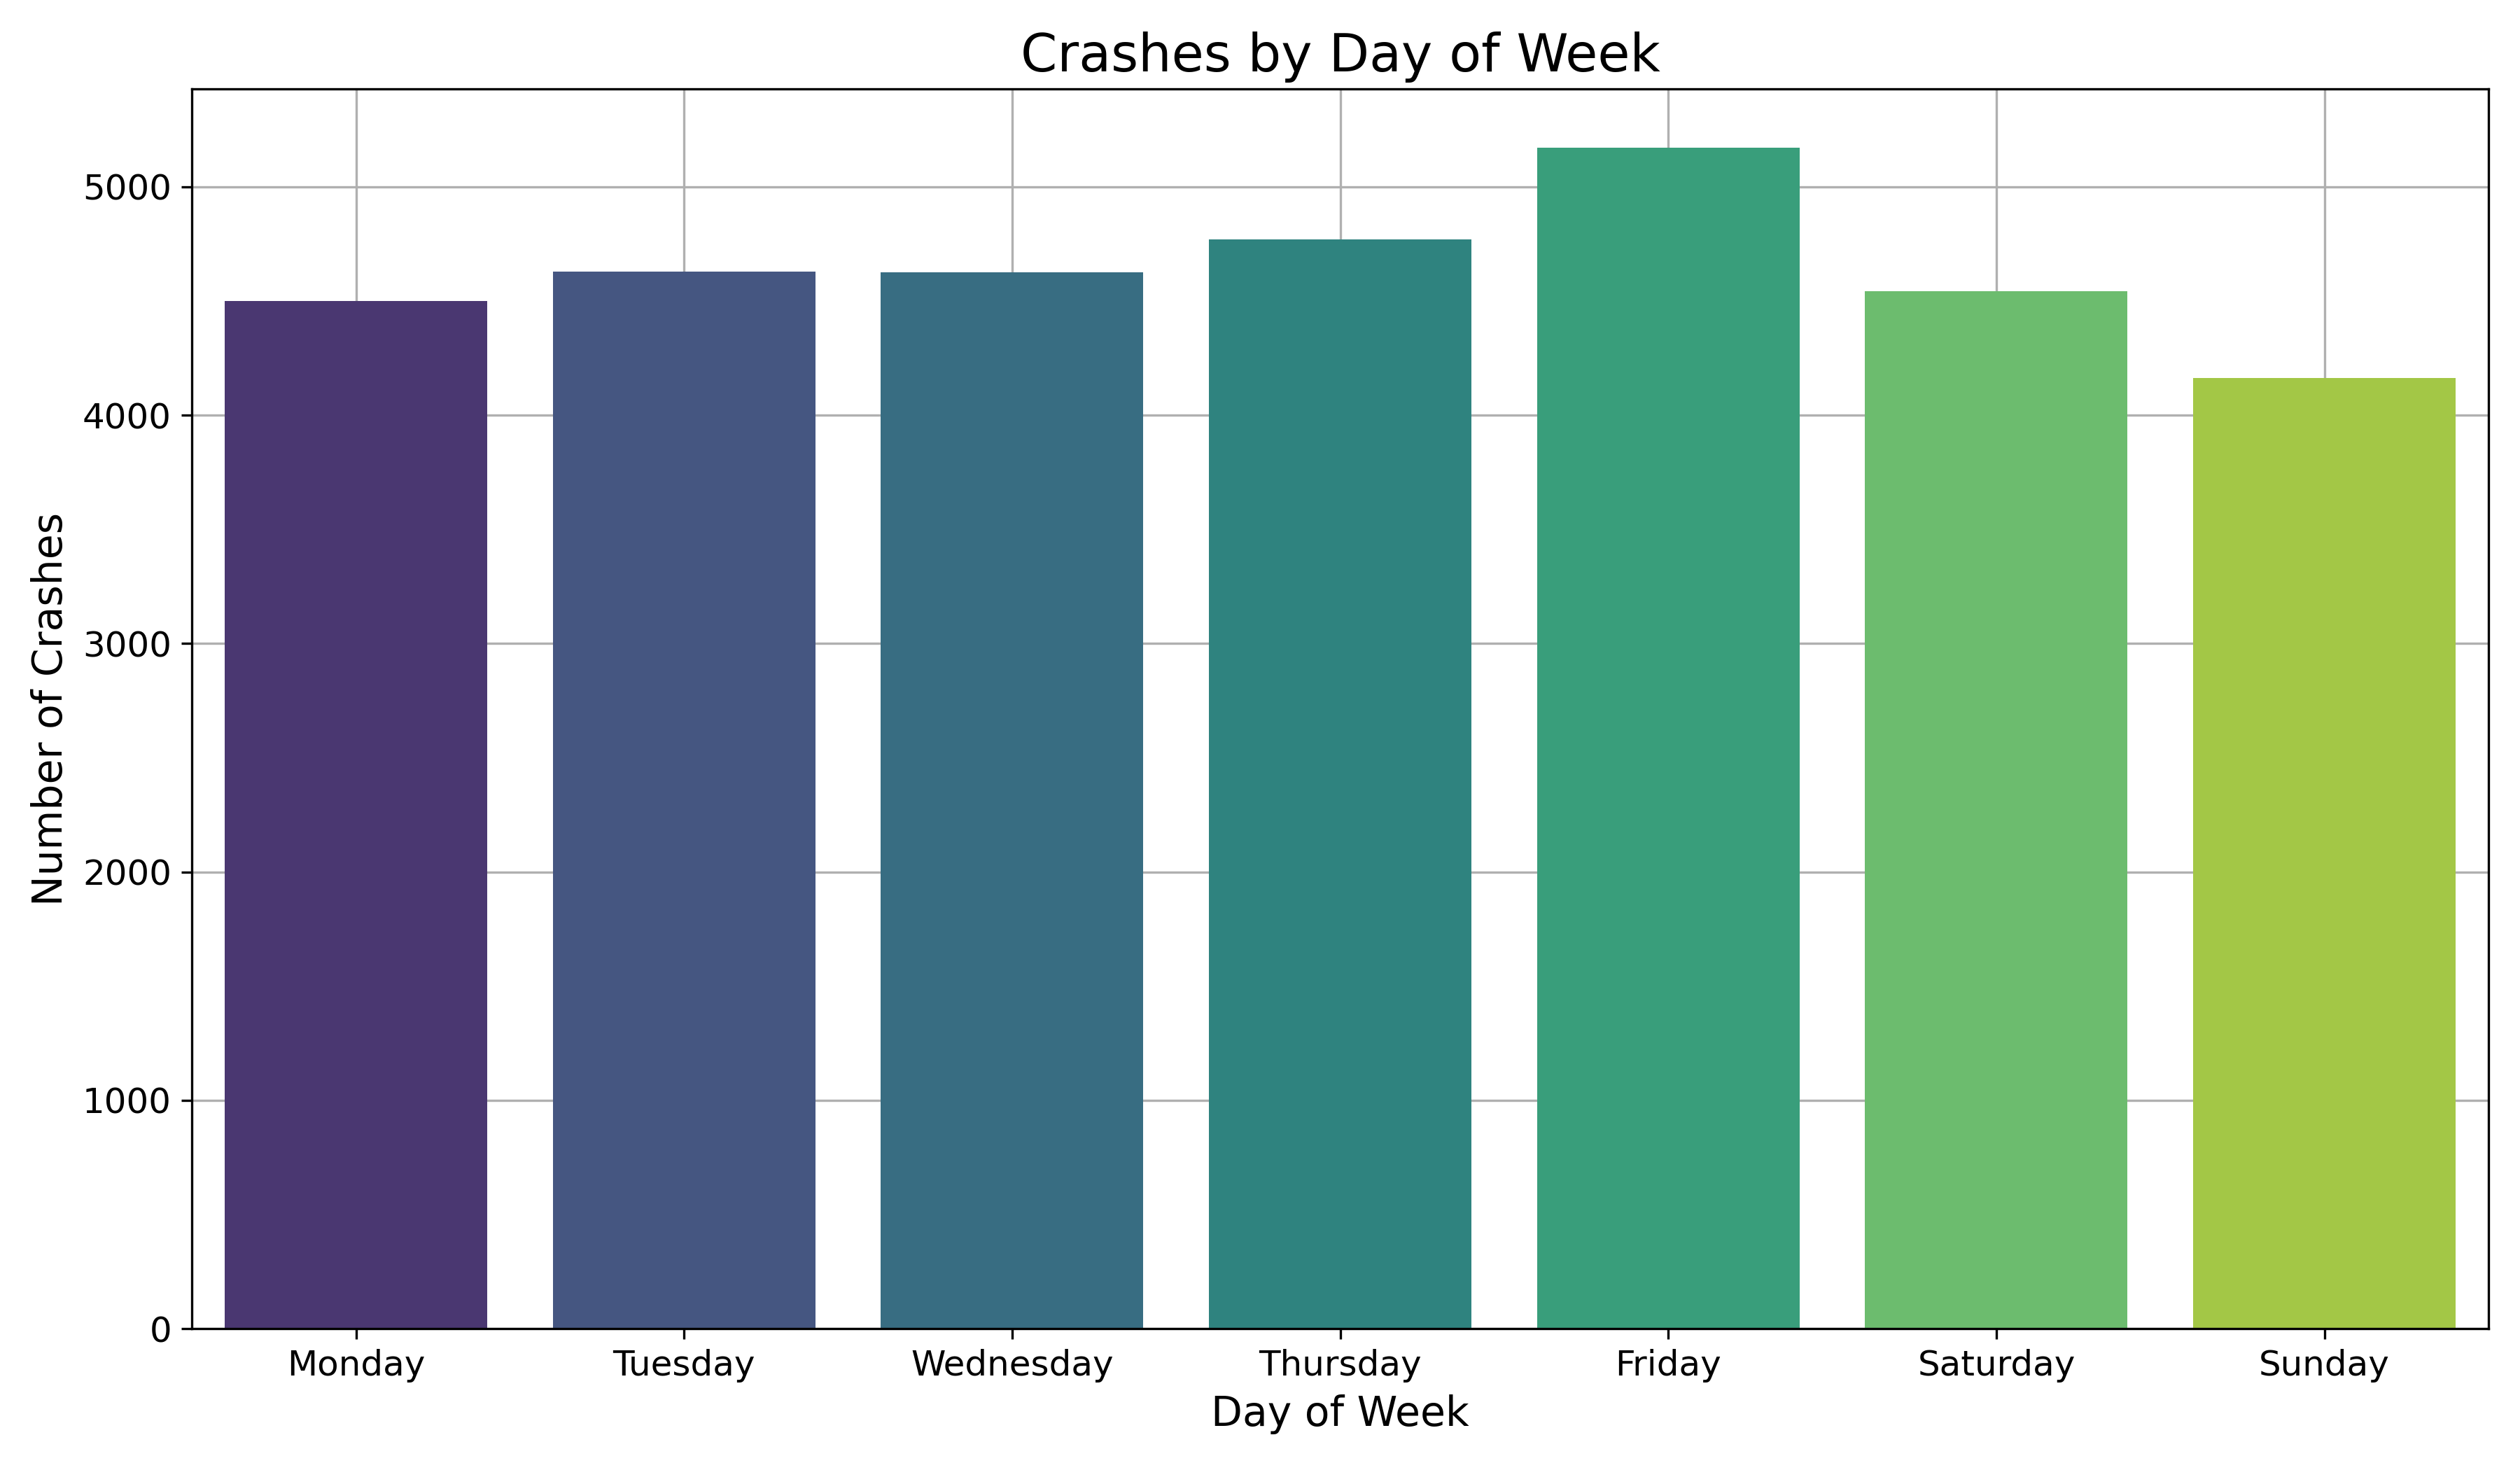 Crashes by Day of Week
Number of Crashes
5000
4000
3000
2000
1000
0
Monday Tuesday Wednesday Thursday Friday Saturday Sunday
Day of Week